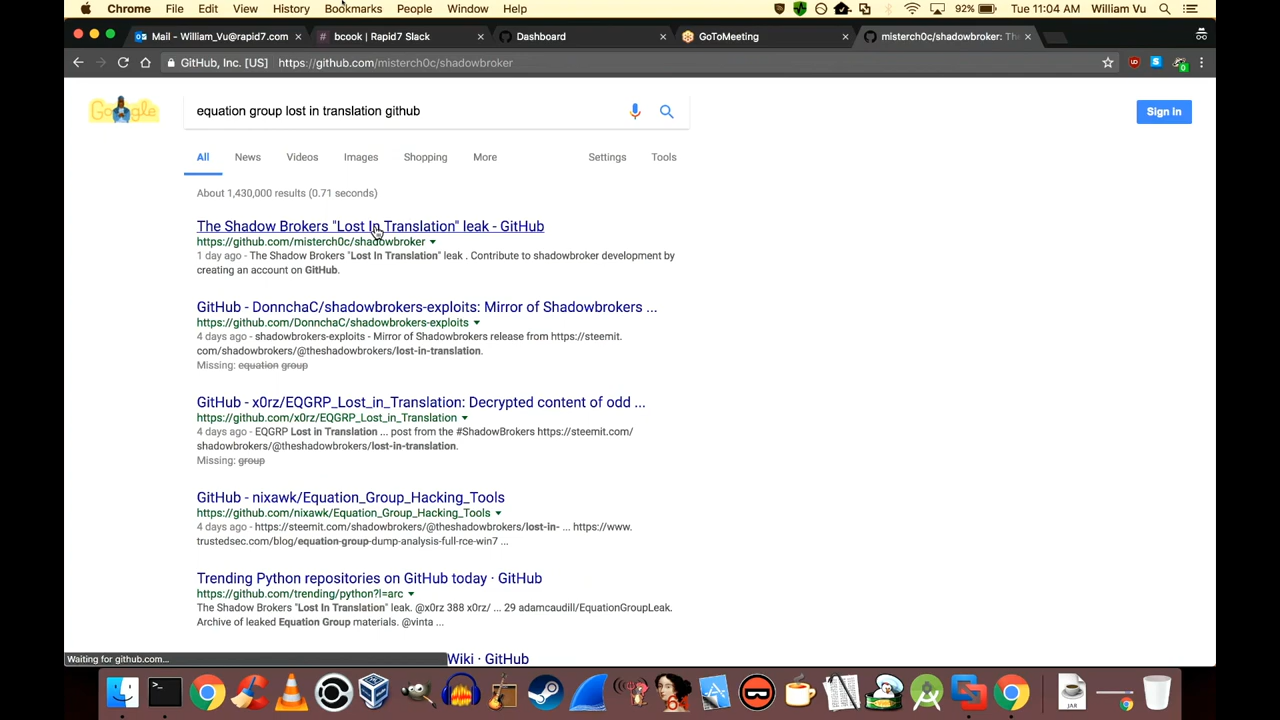 Chrome File Edit View History Bookmarks People Window Help 92% Tue 11:04 AM William Vu
Mail - William_Vu@rapid7.com bcook | Rapid7 Slack Dashboard GoToMeeting misterch0c/shadowbroker: Th
GitHub, Inc. [US] https://github.com/misterch0c/shadowbroker
equation group lost in translation github
Sign in
All News Videos Images Shopping More Settings Tools
About 1,430,000 results (0.71 seconds)
The Shadow Brokers "Lost In Translation" leak - GitHub
https://github.com/misterch0c/shadowbroker
1 day ago - The Shadow Brokers "Lost In Translation" leak . Contribute to shadowbroker development by
creating an account on GitHub.
GitHub - DonnchaC/shadowbrokers-exploits: Mirror of Shadowbrokers ...
https://github.com/DonnchaC/shadowbrokers-exploits
4 days ago - shadowbrokers-exploits - Mirror of Shadowbrokers release from https://steemit.
com/shadowbrokers/@theshadowbrokers/lost-in-translation.
Missing: equation group
GitHub - x0rz/EQGRP_Lost_in_Translation: Decrypted content of odd ...
https://github.com/x0rz/EQGRP_Lost_in_Translation
4 days ago - EQGRP Lost in Translation ... post from the #ShadowBrokers https://steemit.com/
shadowbrokers/@theshadowbrokers/lost-in-translation.
Missing: group
GitHub - nixawk/Equation_Group_Hacking_Tools
https://github.com/nixawk/Equation_Group_Hacking_Tools
4 days ago - https://steemit.com/shadowbrokers/@theshadowbrokers/lost-in- ... https://www.
trustedsec.com/blog/equation-group-dump-analysis-full-rce-win7 ...
Trending Python repositories on GitHub today · GitHub
https://github.com/trending/python?l=arc
The Shadow Brokers "Lost In Translation" leak. @x0rz 388 x0rz/ ... 29 adamcaudill/EquationGroupLeak.
Archive of leaked Equation Group materials. @vinta ...
Waiting for github.com... Wiki · GitHub
JAR